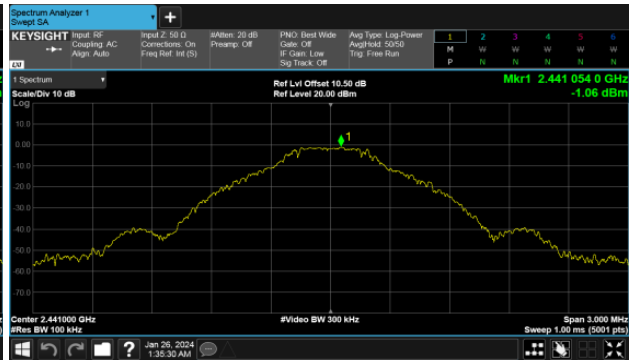 Spectrum Analyzer 1
Swept SA
+
KEYSIGHT
Input: RF
Coupling: AC
Align: Auto
Input Z: 50 Ω
Corrections: On
Freq Ref: Int (S)
#Atten: 20 dB
Preamp: Off
PNO: Best Wide
Gate: Off
IF Gain: Low
Sig Track: Off
Avg Type: Log-Power
Avg|Hold: 50/50
Trig: Free Run
1 2 3 4 5 6
M W W W W W
P N N N N N
LXI
1 Spectrum
Scale/Div 10 dB
Ref Lvl Offset 10.50 dB
Ref Level 20.00 dBm
Mkr1 2.441 054 0 GHz
-1.06 dBm
Log
10.0
0.00
1
-10.0
-20.0
-30.0
-40.0
-50.0
-60.0
-70.0
Center 2.441000 GHz
#Video BW 300 kHz
Span 3.000 MHz
#Res BW 100 kHz
Sweep 1.00 ms (5001 pts)
?
Jan 26, 2024
1:35:30 AM